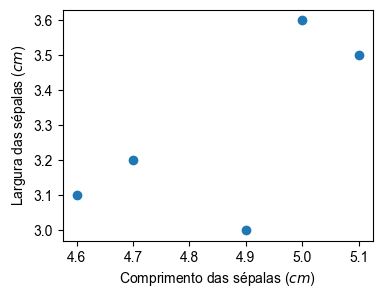 Largura das sépalas (cm)
3.6
3.5
3.4
3.3
3.2
3.1
3.0
4.6 4.7 4.8 4.9 5.0 5.1
Comprimento das sépalas (cm)